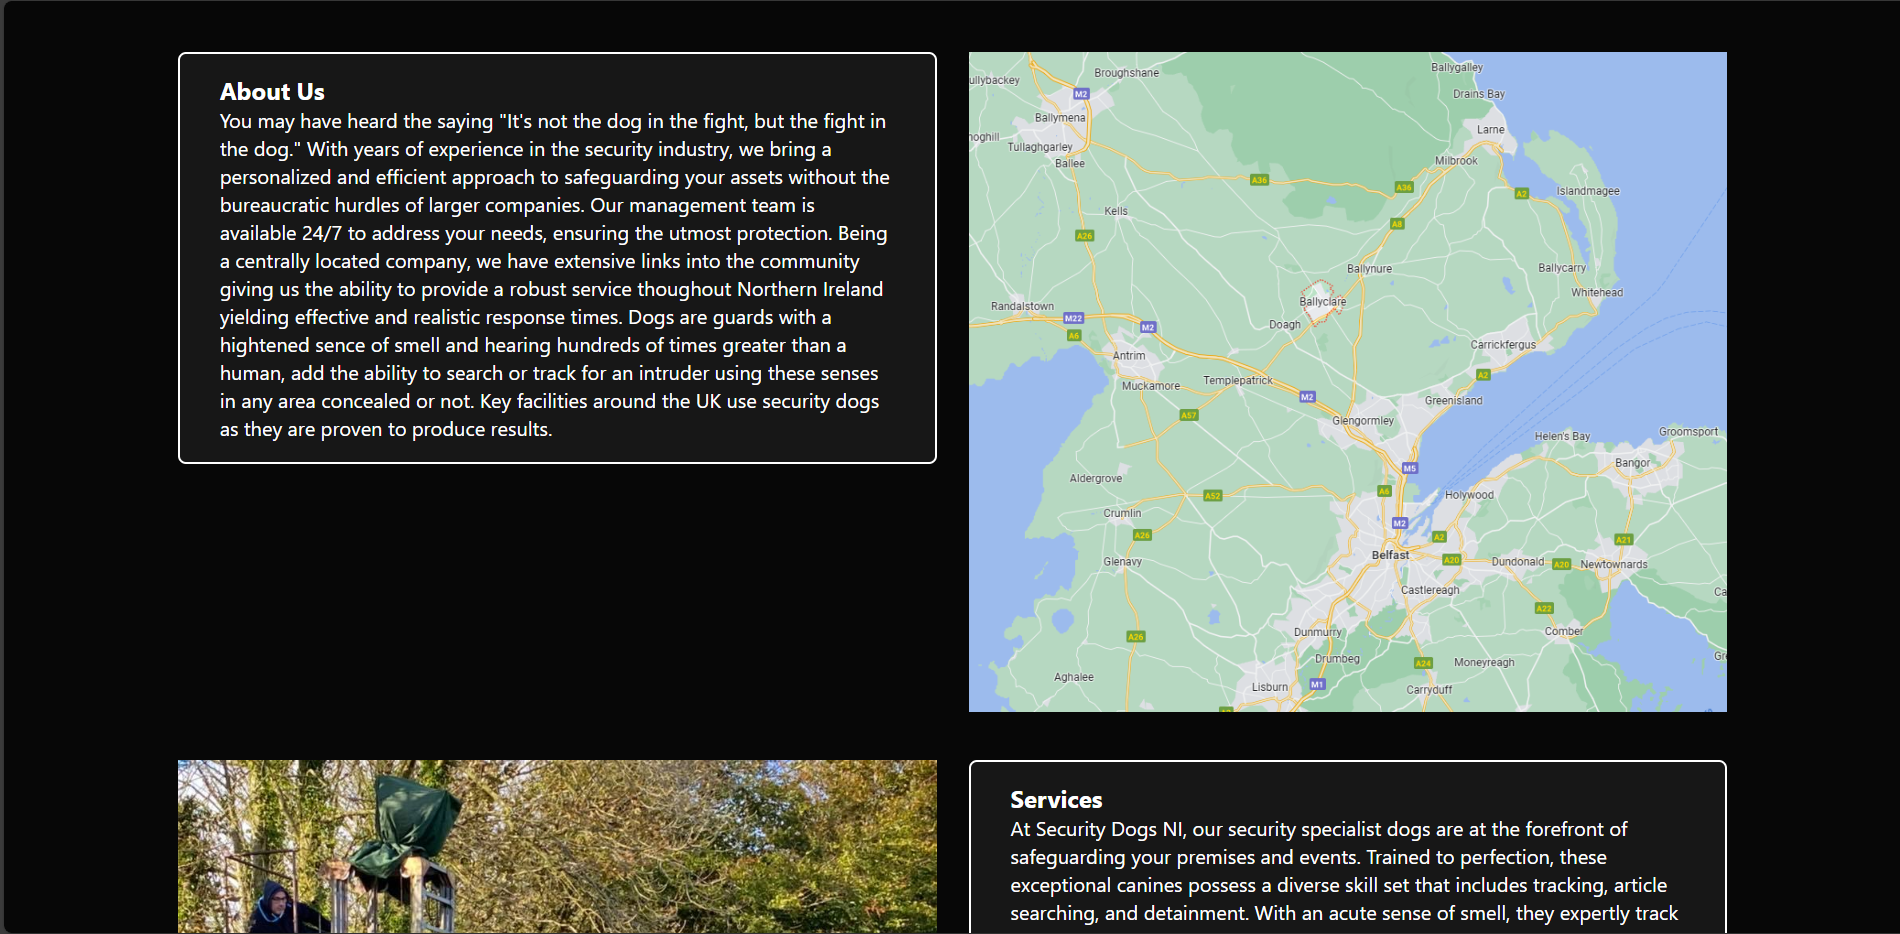 About Us
You may have heard the saying "It's not the dog in the fight, but the fight in
the dog." With years of experience in the security industry, we bring a
personalized and efficient approach to safeguarding your assets without the
bureaucratic hurdles of larger companies. Our management team is
available 24/7 to address your needs, ensuring the utmost protection. Being
a centrally located company, we have extensive links into the community
giving us the ability to provide a robust service thoughout Northern Ireland
yielding effective and realistic response times. Dogs are guards with a
hightened sence of smell and hearing hundreds of times greater than a
human, add the ability to search or track for an intruder using these senses
in any area concealed or not. Key facilities around the UK use security dogs
as they are proven to produce results.
Ballygalley
Broughshane
ullybackey
Drains Bay
M2
Ballymena
Larne
noghill
Tullaghgarley
Milbrook
Ballee
A36
A36
Islandmagee
A2
Kells
A8
A26
Ballynure
Ballycarry
Whitehead
Ballyclare
Randalstown
M22
Doagh
M2
A6
Carrickfergus
Antrim
A2
Templepatrick
Muckamore
M2
Greenisland
A57
Glengormley
Groomsport
Helen's Bay
Bangor
M5
Aldergrove
A6
A52
Holywood
Crumlin
M2
A26
A2
A21
Belfast
Glenavy
A20
Dundonald
A20
Newtownards
Castlereagh
Ca
A22
Dunmurry
Comber
A26
Drumbeg
A24
Moneyreagh
Gr
Aghalee
Lisburn
M1
Carryduff
Services
At Security Dogs NI, our security specialist dogs are at the forefront of
safeguarding your premises and events. Trained to perfection, these
exceptional canines possess a diverse skill set that includes tracking, article
searching, and detainment. With an acute sense of smell, they expertly track